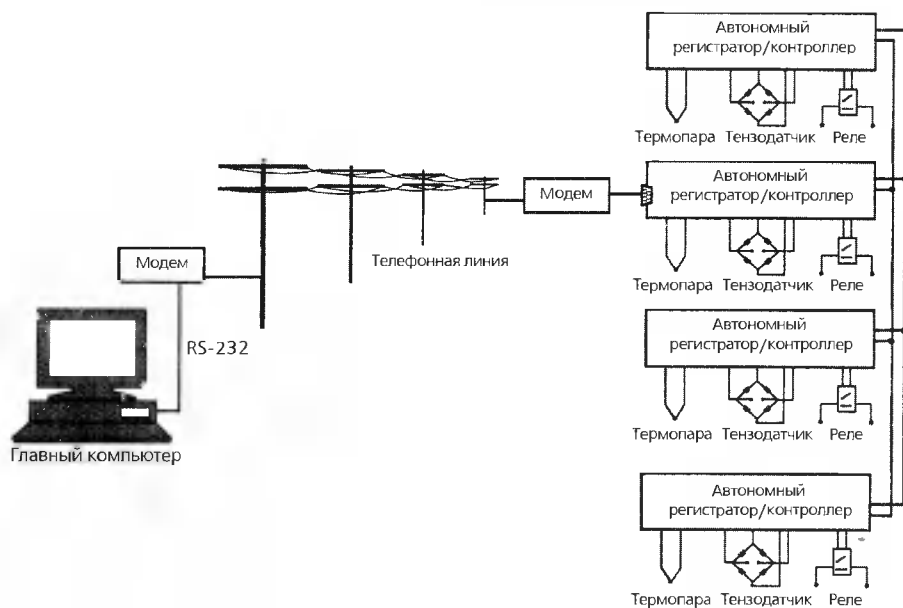 Автономный
регистратор/контроллер
Термопара Тензодатчик Реле
Модем
Автономный
регистратор/контроллер
Телефонная линия
Термопара Тензодатчик Реле
Модем
RS-232
Главный компьютер
Автономный
регистратор/контроллер
Термопара Тензодатчик Реле
Автономный
регистратор/контроллер
Термопара Тензодатчик Реле